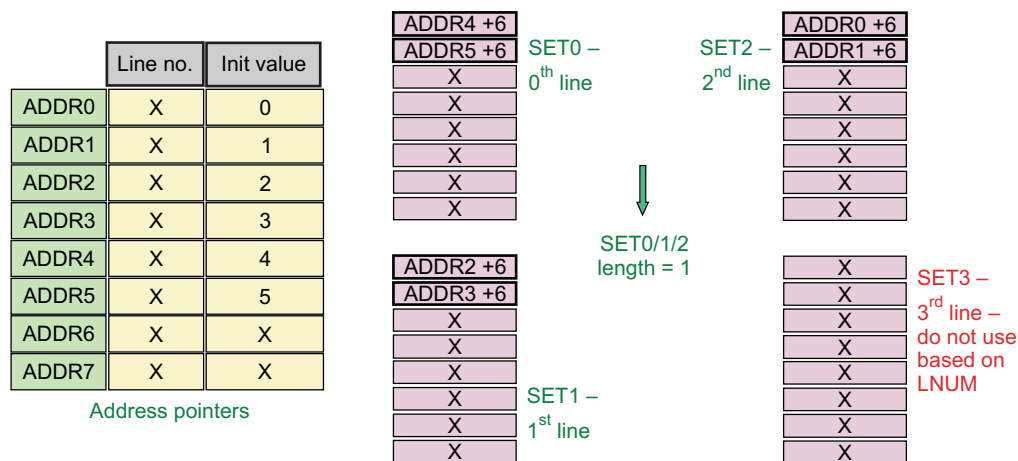 Line no. Init value
ADDR0 X 0
ADDR1 X 1
ADDR2 X 2
ADDR3 X 3
ADDR4 X 4
ADDR5 X 5
ADDR6 X X
ADDR7 X X
Address pointers
ADDR4 +6
ADDR5 +6
X
X
X
X
X
X
SET0 –
0th line
ADDR2 +6
ADDR3 +6
X
X
X
X
X
X
SET1 –
1st line
SET0/1/2
length = 1
SET2 –
2nd line
ADDR0 +6
ADDR1 +6
X
X
X
X
X
X
X
X
X
X
X
X
X
X
SET3 –
3rd line –
do not use
based on
LNUM